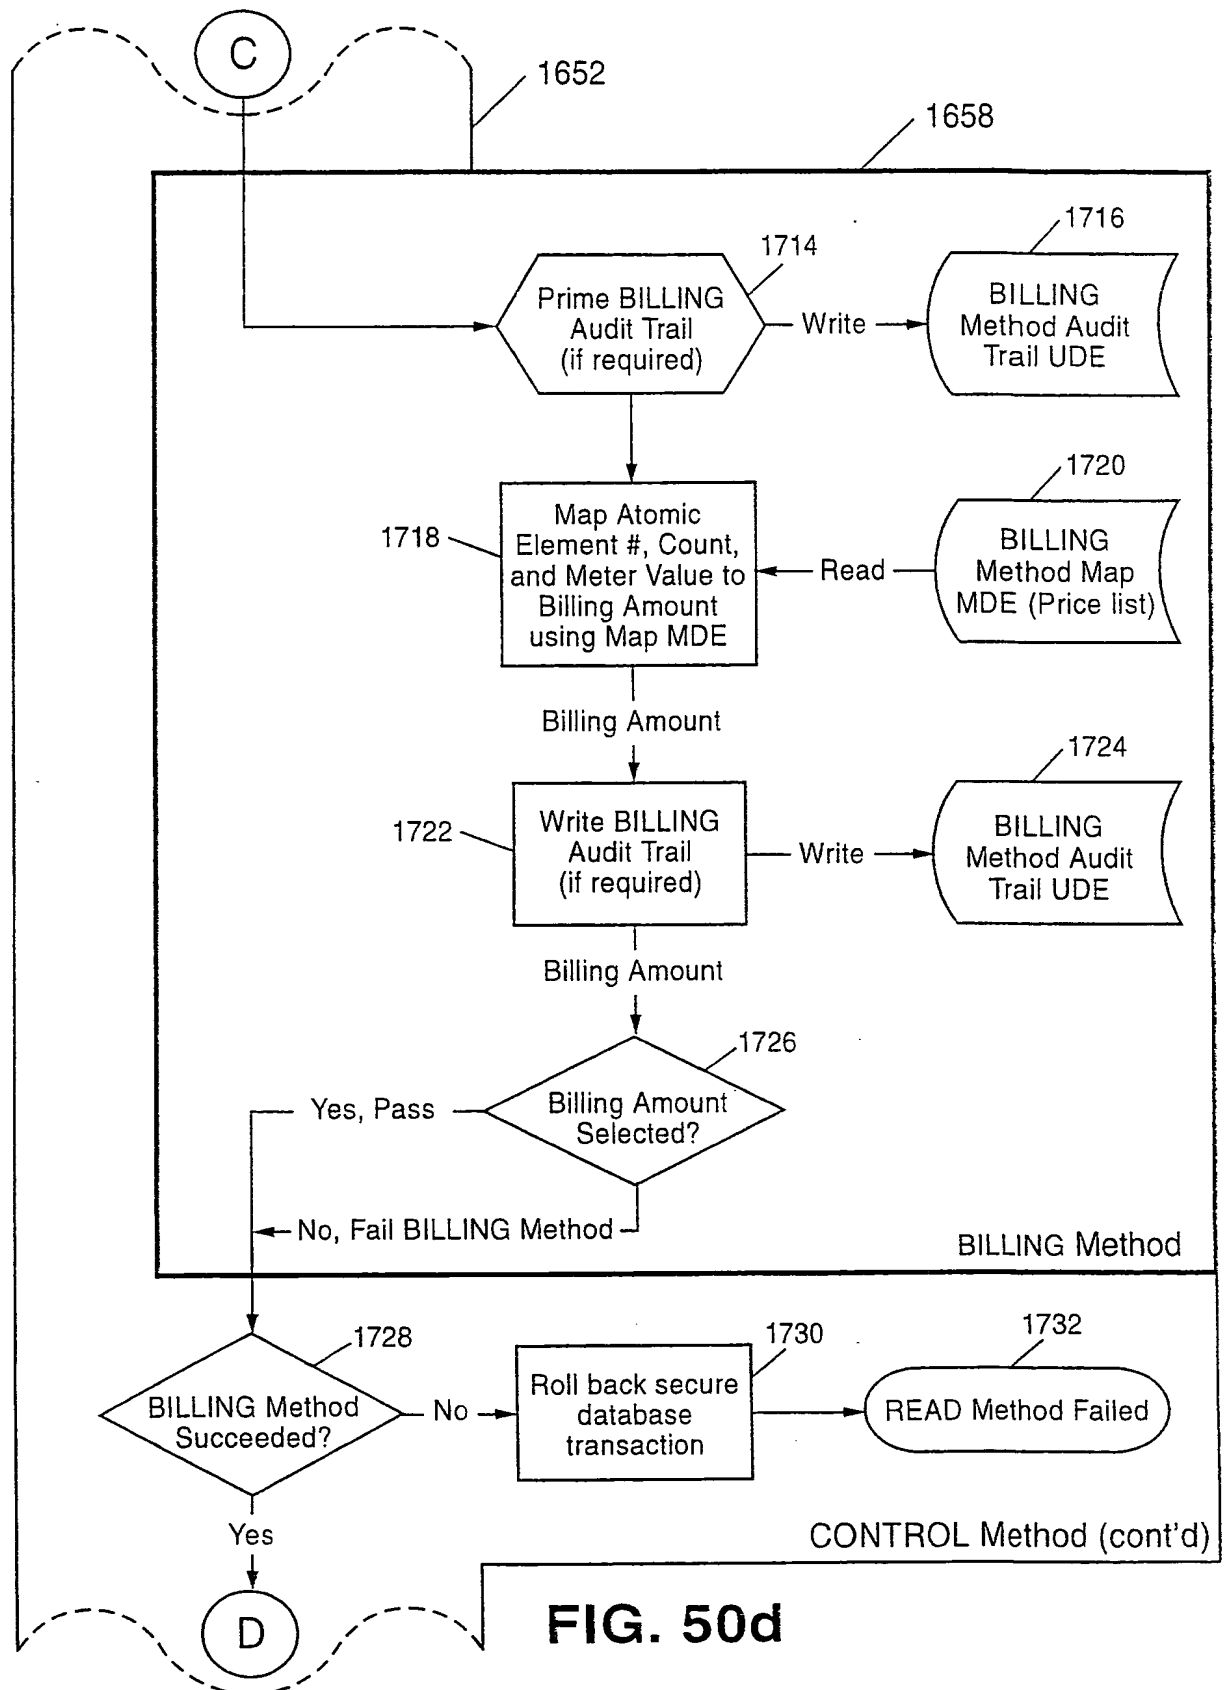 C
1652
1658
1714
1716
Prime BILLING
Audit Trail
(if required)
Write
BILLING
Method Audit
Trail UDE
1718
Map Atomic
Element #, Count,
and Meter Value to
Billing Amount
using Map MDE
Read
1720
BILLING
Method Map
MDE (Price list)
Billing Amount
1722
Write BILLING
Audit Trail
(if required)
Write
1724
BILLING
Method Audit
Trail UDE
Billing Amount
1726
Billing Amount
Selected?
Yes, Pass
No, Fail BILLING Method
BILLING Method
1728
BILLING Method
Succeeded?
No
1730
Roll back secure
database
transaction
1732
READ Method Failed
Yes
CONTROL Method (cont'd)
D
FIG. 50d